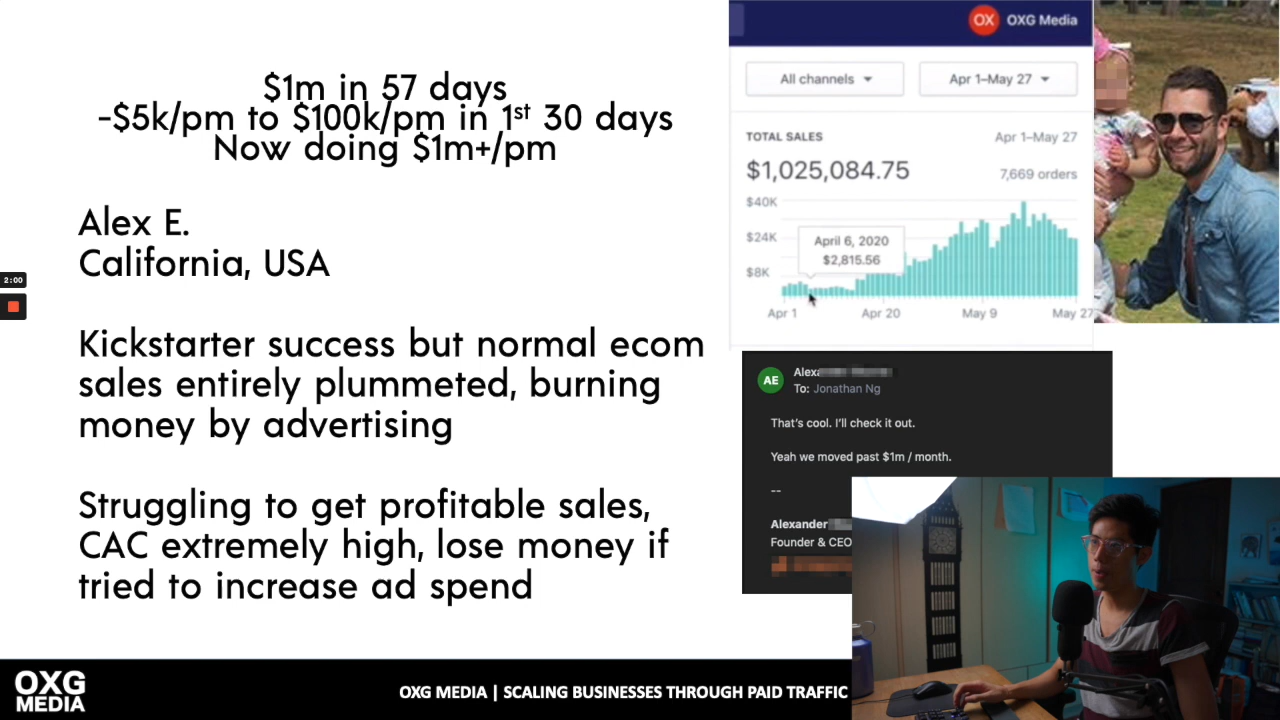 $1m in 57 days
-$5k/pm to $100k/pm in 1st 30 days
Now doing $1m+/pm
Alex E.
California, USA
Kickstarter success but normal ecom
sales entirely plummeted, burning
money by advertising
Struggling to get profitable sales,
CAC extremely high, lose money if
tried to increase ad spend
2:00
OX OXG Media
All channels
Apr 1–May 27
TOTAL SALES
Apr 1–May 27
$1,025,084.75
7,669 orders
$40K
$24K
$8K
April 6, 2020
$2,815.56
Apr 1
Apr 20
May 9
May 27
AE
Alexa
To: Jonathan Ng
That's cool. I'll check it out.
Yeah we moved past $1m / month.
--
Alexander
Founder & CEO
OXG
MEDIA
OXG MEDIA | SCALING BUSINESSES THROUGH PAID TRAFFIC